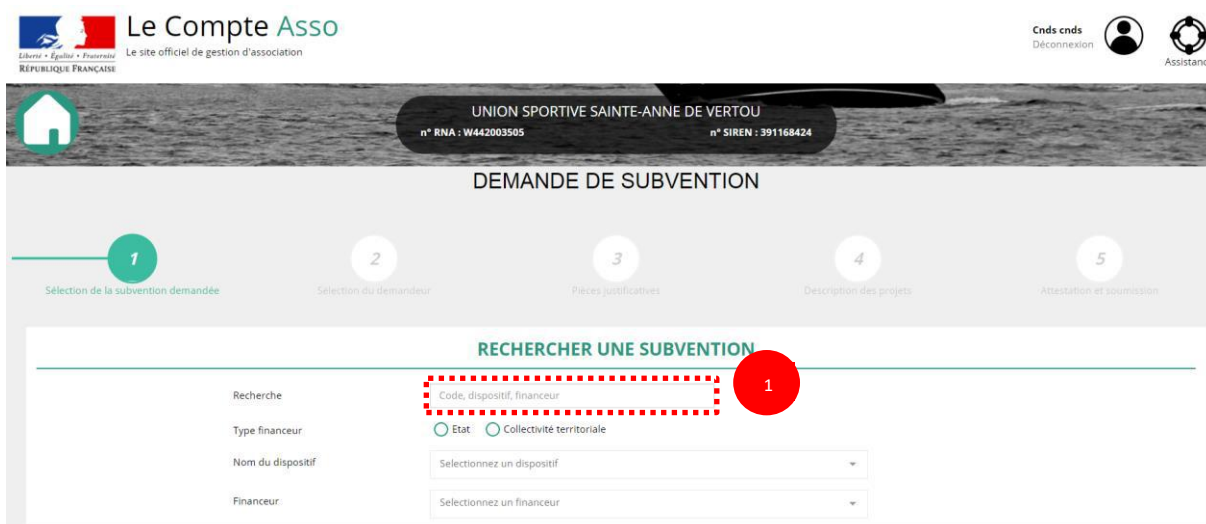 Le Compte Asso
Le site officiel de gestion d'association
Liberté • Égalité • Fraternité
RÉPUBLIQUE FRANÇAISE
Cnds cnds
Déconnexion
Assistanc
UNION SPORTIVE SAINTE-ANNE DE VERTOU
n° RNA : W442003505 n° SIREN : 391168424
DEMANDE DE SUBVENTION
1 2 3 4 5
Sélection de la subvention demandée Sélection du demandeur Pièces justificatives Description des projets Attestation et soumission
RECHERCHER UNE SUBVENTION
1
Recherche Code, dispositif, financeur
Type financeur Etat Collectivité territoriale
Nom du dispositif Selectionnez un dispositif
Financeur Selectionnez un financeur